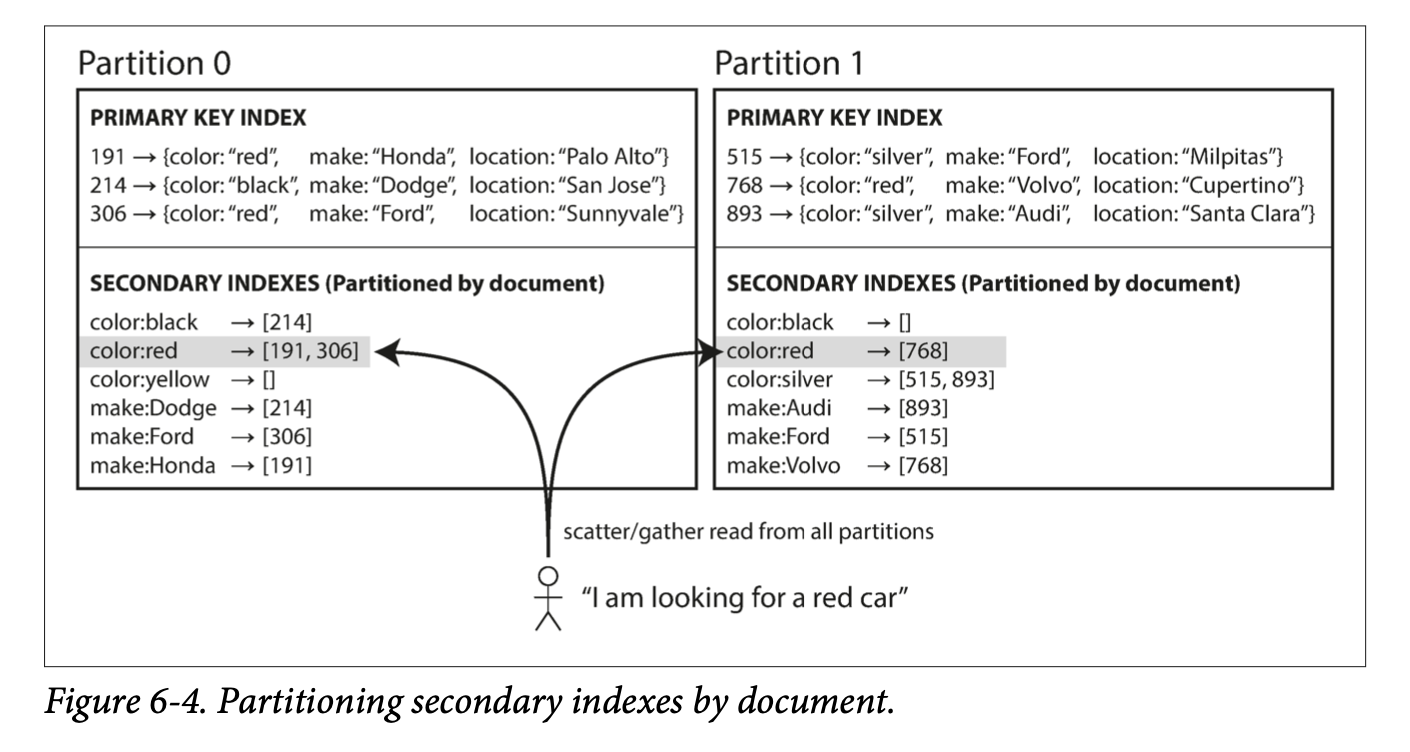 Partition 0
PRIMARY KEY INDEX
191 → {color: “red”, make: “Honda”, location: “Palo Alto”}
214 → {color: “black”, make: “Dodge”, location: “San Jose”}
306 → {color: “red”, make: “Ford”, location: “Sunnyvale”}
SECONDARY INDEXES (Partitioned by document)
color:black → [214]
color:red → [191, 306]
color:yellow → []
make:Dodge → [214]
make:Ford → [306]
make:Honda → [191]
Partition 1
PRIMARY KEY INDEX
515 → {color: “silver”, make: “Ford”, location: “Milpitas”}
768 → {color: “red”, make: “Volvo”, location: “Cupertino”}
893 → {color: “silver”, make: “Audi”, location: “Santa Clara”}
SECONDARY INDEXES (Partitioned by document)
color:black → []
color:red → [768]
color:silver → [515, 893]
make:Audi → [893]
make:Ford → [515]
make:Volvo → [768]
scatter/gather read from all partitions
“I am looking for a red car”
Figure 6-4. Partitioning secondary indexes by document.